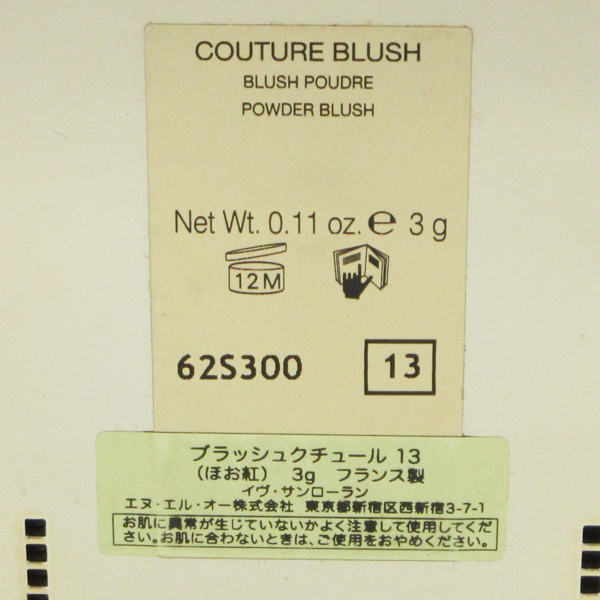 COUTURE BLUSH
BLUSH POUDRE
POWDER BLUSH
Net Wt. 0.11 oz. ℮ 3 g
12M
62S300 13
ブラッシュクチュール 13
(ほお紅) 3g フランス製
イヴ・サンローラン
エヌ・エル・オー株式会社 東京都新宿区西新宿3-7-1
お肌に異常が生じていないかよく注意して使用してくだ
さい。お肌に合わないときは、ご使用をおやめください。